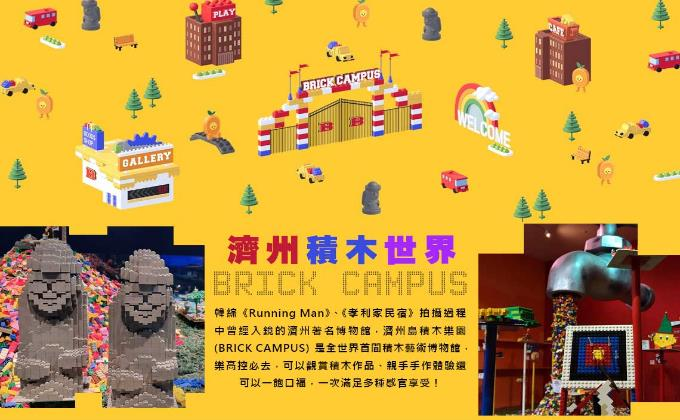 PLAY
CAFE
BRICK CAMPUS
B B
WELCOME
GOODS SHOP
GALLERY
B
濟州積木世界
BRICK CAMPUS
韓綜《Running Man》、《孝利家民宿》拍攝過程
中曾經入鏡的濟州著名博物館，濟州島積木樂園
(BRICK CAMPUS) 是全世界首間積木藝術博物館，
樂高控必去，可以觀賞積木作品、親手手作體驗還
可以一飽口福，一次滿足多種感官享受！